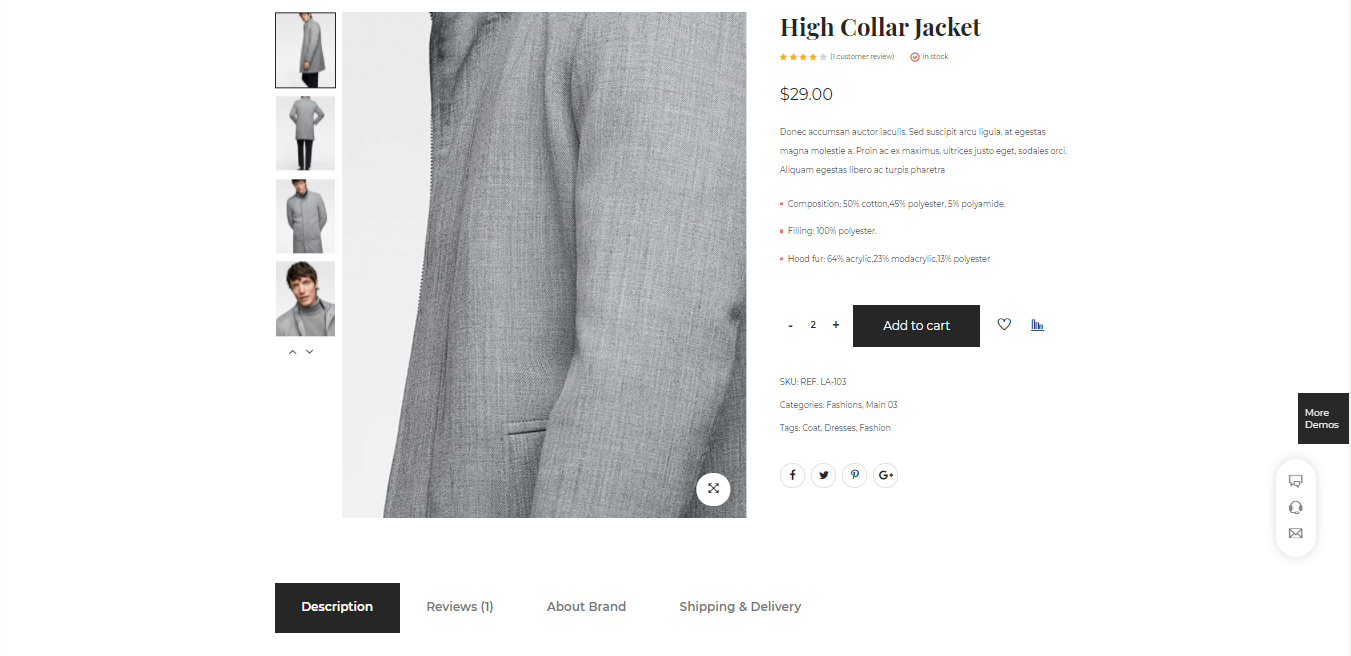 High Collar Jacket
(1 customer review) in stock
$29.00
Donec accumsan auctor iaculis. Sed suscipit arcu ligula, at egestas
magna molestie a. Proin ac ex maximus, ultrices justo eget, sodales orci.
Aliquam egestas libero ac turpis pharetra
Composition: 50% cotton,45% polyester, 5% polyamide.
Filling: 100% polyester.
Hood fur: 64% acrylic,23% modacrylic,13% polyester
- 2 + Add to cart
SKU: REF. LA-103
Categories: Fashions, Main 03
Tags: Coat, Dresses, Fashion
More
Demos
Description Reviews (1) About Brand Shipping & Delivery